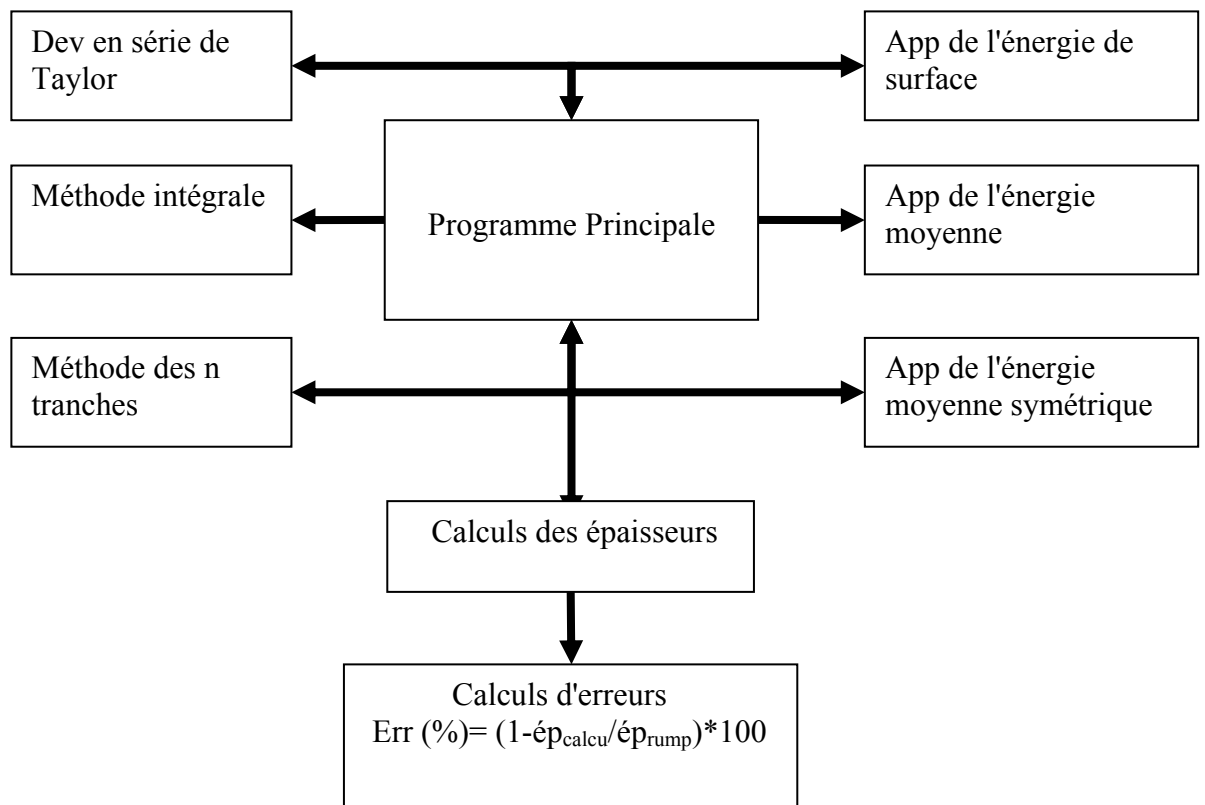 Dev en série de
Taylor
App de l'énergie de
surface
Méthode intégrale
Programme Principale
App de l'énergie
moyenne
Méthode des n
tranches
App de l'énergie
moyenne symétrique
Calculs des épaisseurs
Calculs d'erreurs
Err (%)= (1-épcalcu/éprump)*100